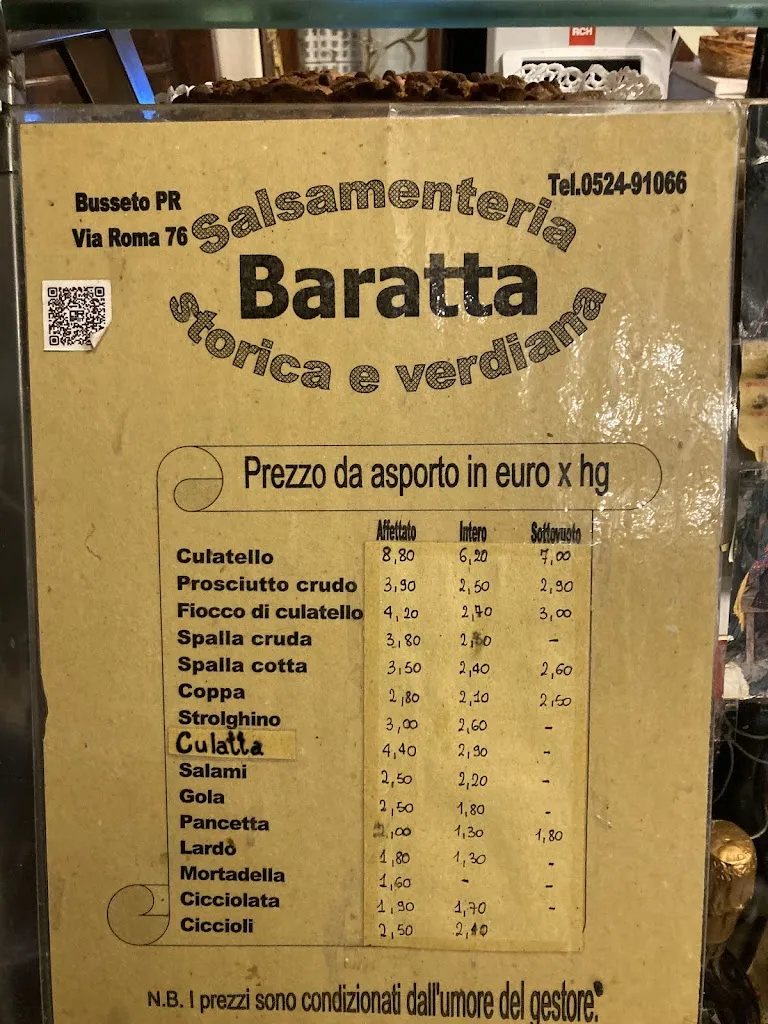 RCH
Busseto PR
Via Roma 76
Tel.0524-91066
Salsamenteria
Baratta
storica e verdiana
Prezzo da asporto in euro x hg
Affettato Intero Sottovuoto
Culatello 8,80 6,20 7,00
Prosciutto crudo 3,90 2,50 2,90
Fiocco di culatello 4,20 2,70 3,00
Spalla cruda 3,80 -
Spalla cotta 3,50 2,40 2,60
Coppa 2,80 2,10 2,50
Strolghino 3,00 2,60 -
Culatta 4,40 2,90 -
Salami 2,50 2,20 -
Gola 2,50 1,80 -
Pancetta 2,00 1,30 1,80
Lardo 1,80 1,30 -
Mortadella 1,60 - -
Cicciolata 1,90 1,70 -
Ciccioli 2,50
N.B. I prezzi sono condizionati dall'umore del gestore.